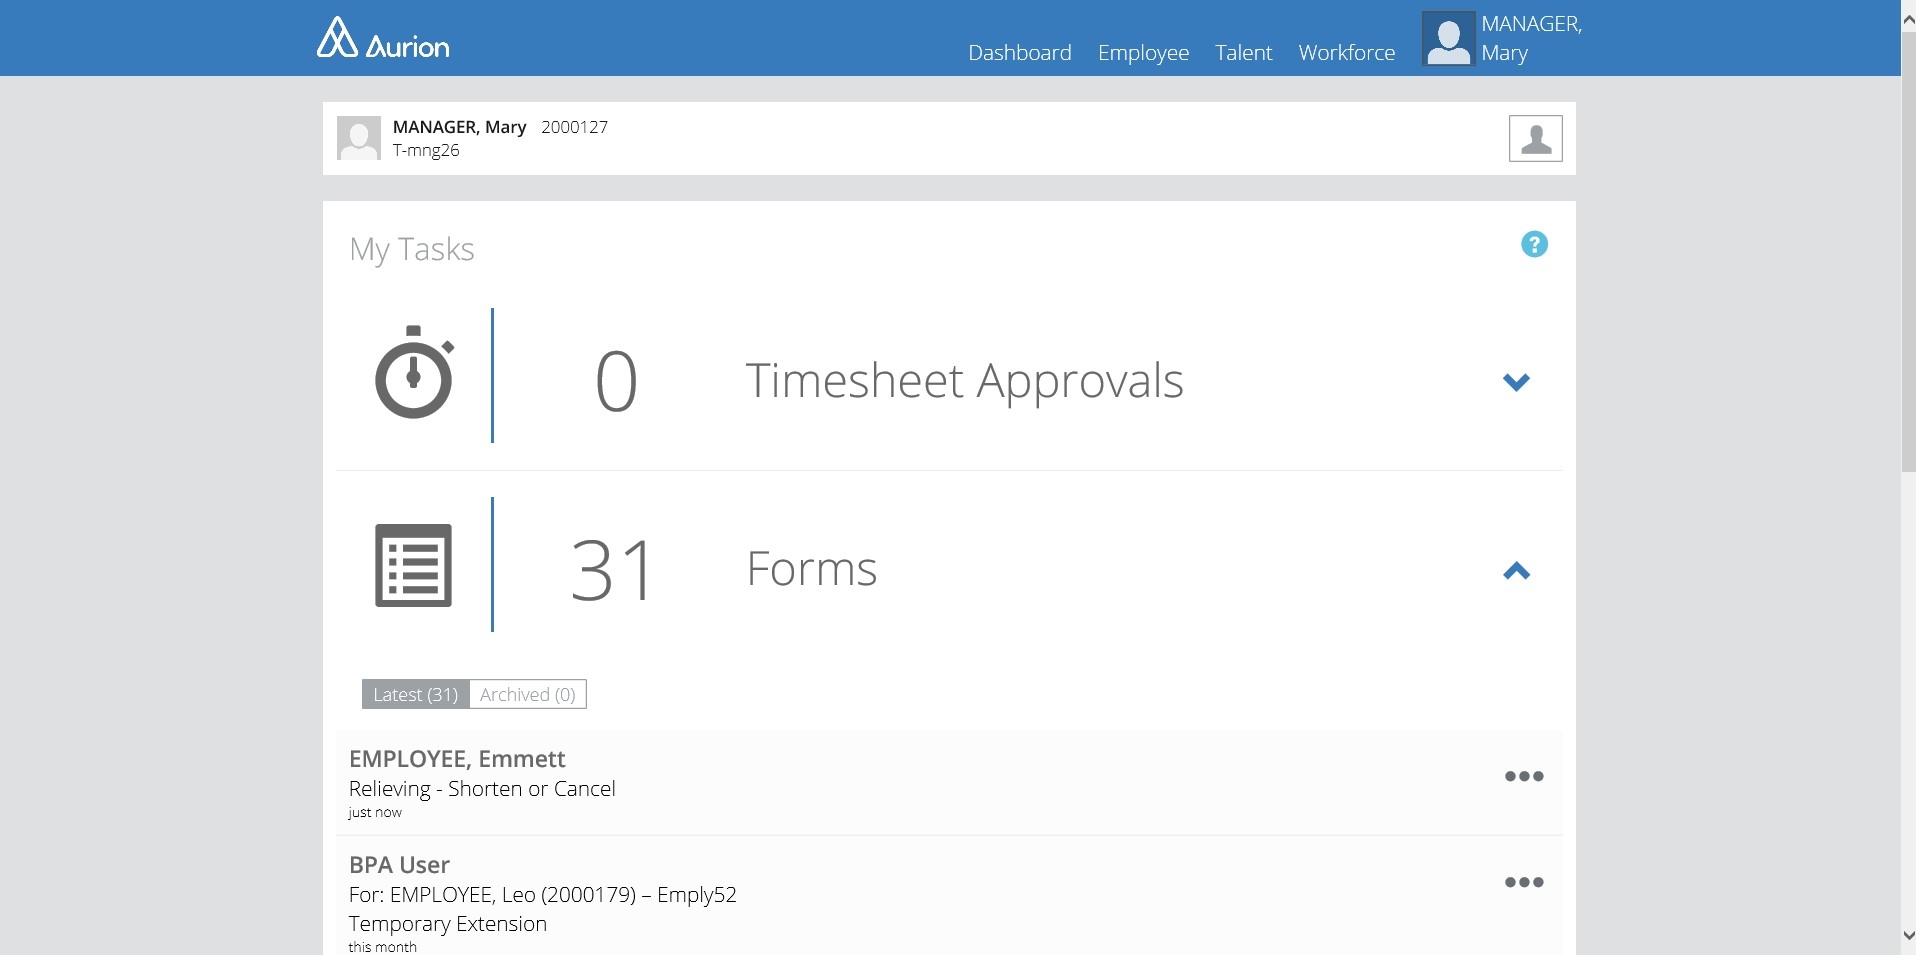 Aurion
Dashboard Employee Talent Workforce
MANAGER,
Mary
MANAGER, Mary 2000127
T-mng26
My Tasks
?
0 Timesheet Approvals
31 Forms
Latest (31) Archived (0)
EMPLOYEE, Emmett
Relieving - Shorten or Cancel
just now
BPA User
For: EMPLOYEE, Leo (2000179) – Emply52
Temporary Extension
this month